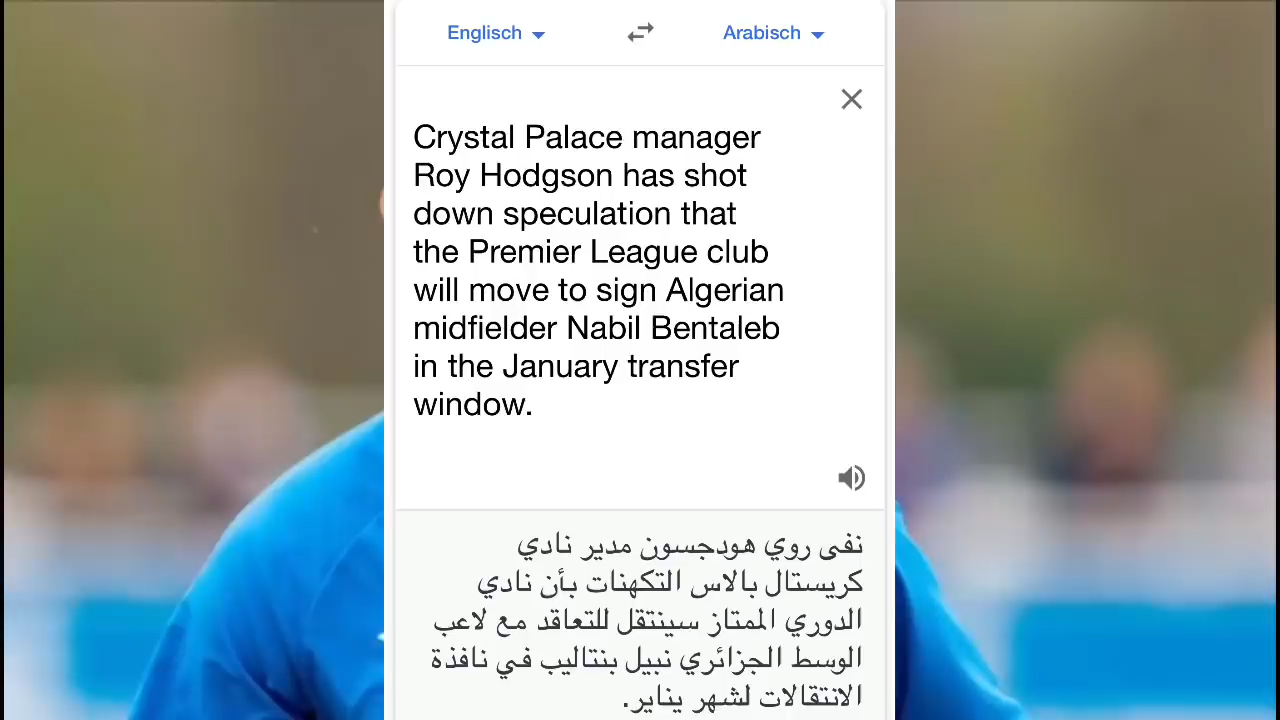 Englisch
Arabisch
Crystal Palace manager
Roy Hodgson has shot
down speculation that
the Premier League club
will move to sign Algerian
midfielder Nabil Bentaleb
in the January transfer
window.
نفى روي هودجسون مدير نادي
كريستال بالاس التكهنات بأن نادي
الدوري الممتاز سينتقل للتعاقد مع لاعب
الوسط الجزائري نبيل بنتاليب في نافذة
الانتقالات لشهر يناير.